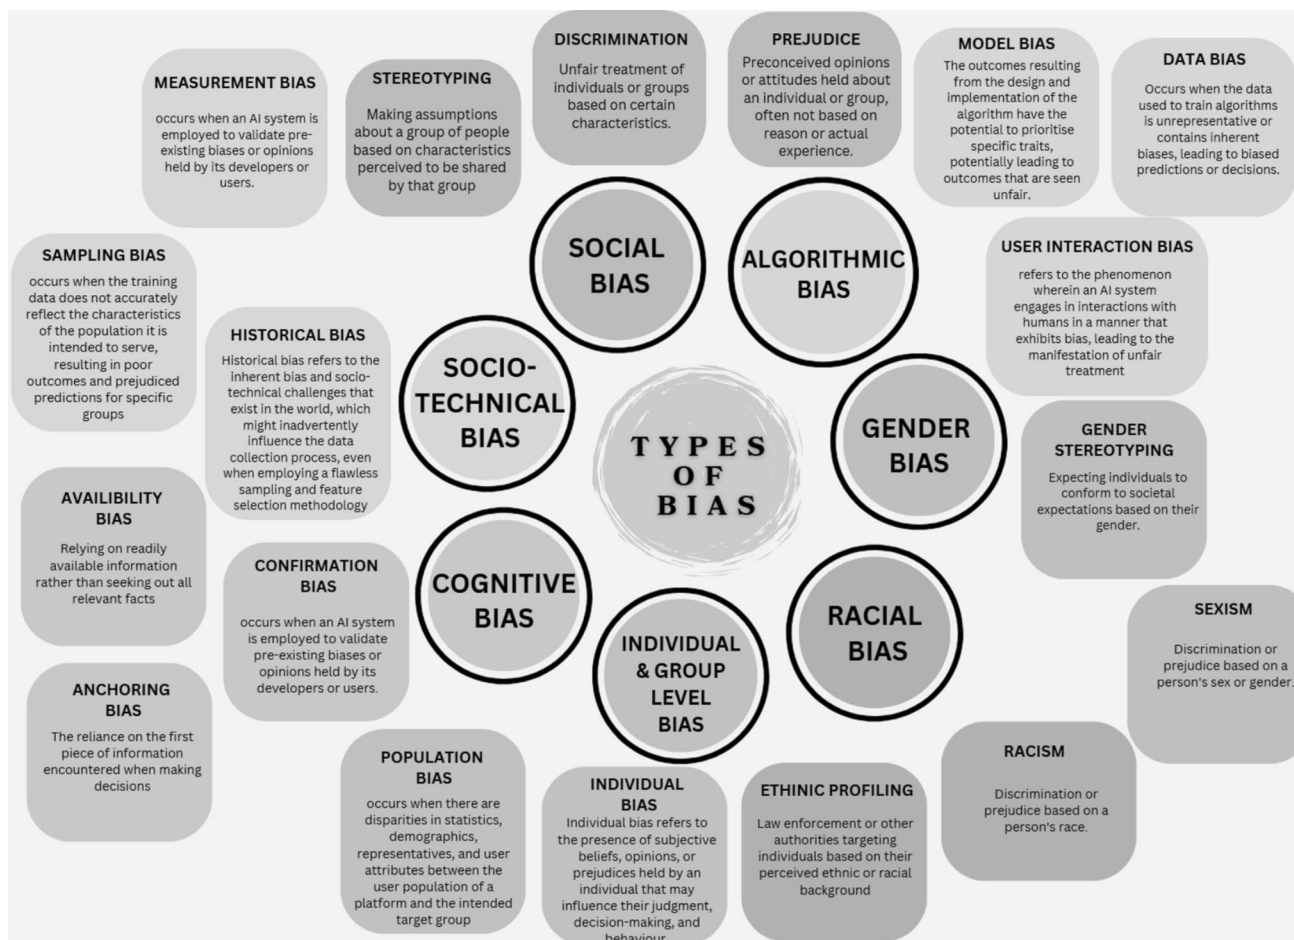 DISCRIMINATION
Unfair treatment of
individuals or groups
based on certain
characteristics.
PREJUDICE
Preconceived opinions
or attitudes held about
an individual or group,
often not based on
reason or actual
experience.
MODEL BIAS
The outcomes resulting
from the design and
implementation of the
algorithm have the
potential to prioritise
specific traits,
potentially leading to
outcomes that are seen
unfair.
DATA BIAS
Occurs when the data
used to train algorithms
is unrepresentative or
contains inherent
biases, leading to biased
predictions or decisions.
MEASUREMENT BIAS
occurs when an AI system is
employed to validate pre-
existing biases or opinions
held by its developers or
users.
STEREOTYPING
Making assumptions
about a group of people
based on characteristics
perceived to be shared
by that group
SOCIAL
BIAS
ALGORITHMIC
BIAS
USER INTERACTION BIAS
refers to the phenomenon
wherein an AI system
engages in interactions with
humans in a manner that
exhibits bias, leading to the
manifestation of unfair
treatment
SAMPLING BIAS
occurs when the training
data does not accurately
reflect the characteristics
of the population it is
intended to serve,
resulting in poor
outcomes and prejudiced
predictions for specific
groups
HISTORICAL BIAS
Historical bias refers to the
inherent bias and socio-
technical challenges that
exist in the world, which
might inadvertently
influence the data
collection process, even
when employing a flawless
sampling and feature
selection methodology
SOCIO-
TECHNICAL
BIAS
TYPES
OF
BIAS
GENDER
BIAS
GENDER
STEREOTYPING
Expecting individuals to
conform to societal
expectations based on their
gender.
AVAILIBILITY
BIAS
Relying on readily
available information
rather than seeking out all
relevant facts
CONFIRMATION
BIAS
occurs when an AI system
is employed to validate
pre-existing biases or
opinions held by its
developers or users.
COGNITIVE
BIAS
INDIVIDUAL
& GROUP
LEVEL
BIAS
RACIAL
BIAS
SEXISM
Discrimination or
prejudice based on a
person's sex or gender.
ANCHORING
BIAS
The reliance on the first
piece of information
encountered when making
decisions
POPULATION
BIAS
occurs when there are
disparities in statistics,
demographics,
representatives, and user
attributes between the
user population of a
platform and the intended
target group
INDIVIDUAL
BIAS
Individual bias refers to
the presence of subjective
beliefs, opinions, or
prejudices held by an
individual that may
influence their judgment,
decision-making, and
behaviour
ETHINIC PROFILING
Law enforcement or other
authorities targeting
individuals based on their
perceived ethnic or racial
background
RACISM
Discrimination or
prejudice based on a
person's race.